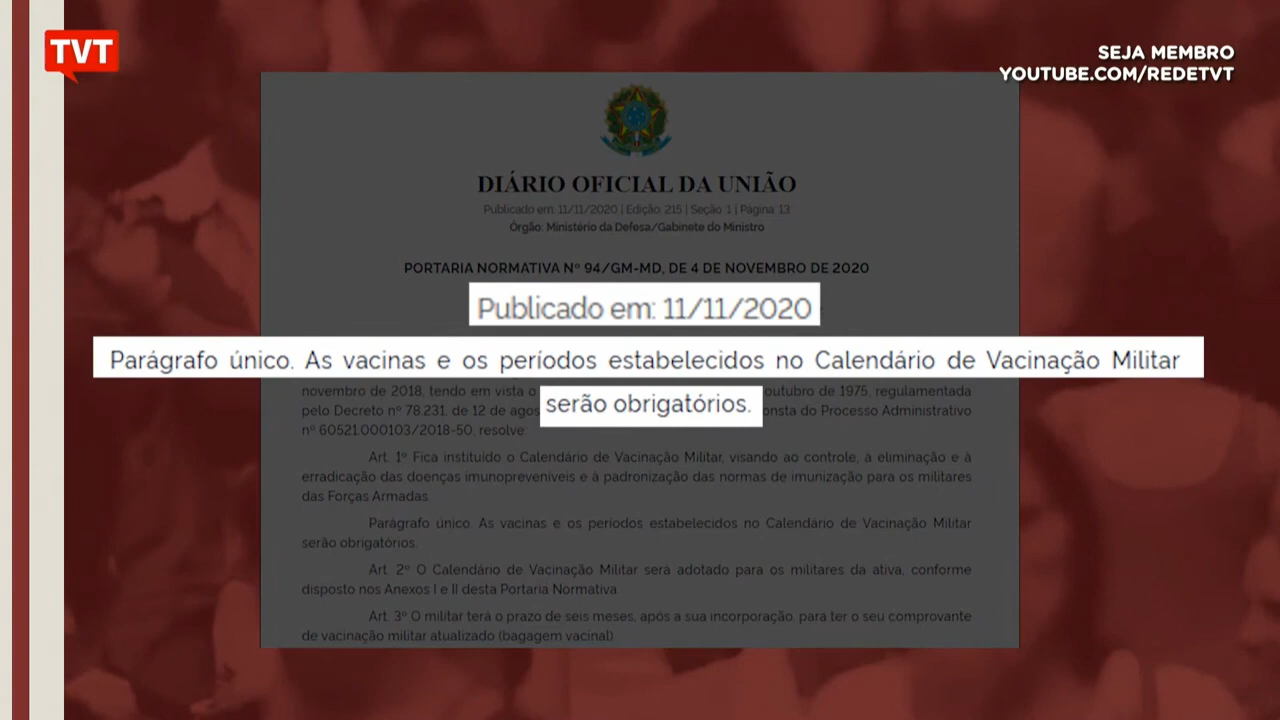 TVT
SEJA MEMBRO
YOUTUBE.COM/REDETVT
DIÁRIO OFICIAL DA UNIÃO
Publicado em: 11/11/2020 | Edição: 215 | Seção: 1 | Página: 13
Órgão: Ministério da Defesa/Gabinete do Ministro
PORTARIA NORMATIVA Nº 94/GM-MD, DE 4 DE NOVEMBRO DE 2020
Publicado em: 11/11/2020
Parágrafo único. As vacinas e os períodos estabelecidos no Calendário de Vacinação Militar
serão obrigatórios.
novembro de 2018, tendo em vista o outubro de 1975, regulamentada
pelo Decreto nº 78.231, de 12 de agos onsta do Processo Administrativo
nº 60521.000103/2018-50, resolve:
Art. 1º Fica instituído o Calendário de Vacinação Militar, visando ao controle, à eliminação e à
erradicação das doenças imunopreveníveis e à padronização das normas de imunização para os militares
das Forças Armadas.
Parágrafo único. As vacinas e os períodos estabelecidos no Calendário de Vacinação Militar
serão obrigatórios.
Art. 2º O Calendário de Vacinação Militar será adotado para os militares da ativa, conforme
disposto nos Anexos I e II desta Portaria Normativa.
Art. 3º O militar terá o prazo de seis meses, após a sua incorporação, para ter o seu comprovante
de vacinação militar atualizado (bagagem vacinal).